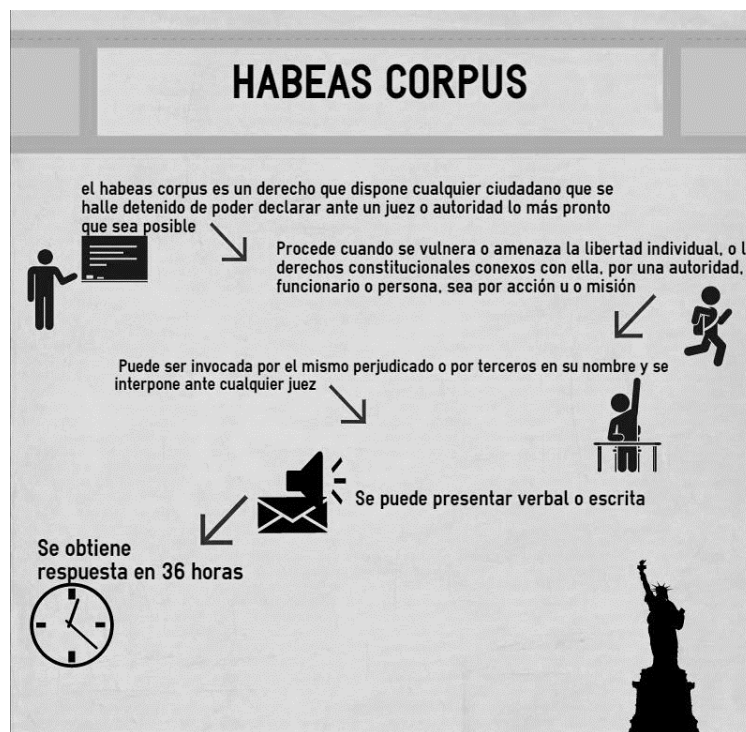 HABEAS CORPUS
el habeas corpus es un derecho que dispone cualquier ciudadano que se
halle detenido de poder declarar ante un juez o autoridad lo más pronto
que sea posible
Procede cuando se vulnera o amenaza la libertad individual, o
derechos constitucionales conexos con ella, por una autoridad,
funcionario o persona, sea por acción u o misión
Puede ser invocada por el mismo perjudicado o por terceros en su nombre y se
interpone ante cualquier juez
Se puede presentar verbal o escrita
Se obtiene
respuesta en 36 horas